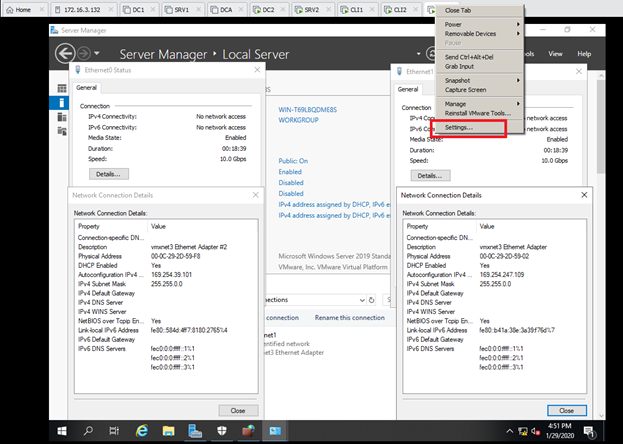 Home
172.16.3.132
DC1
SRV1
DCA
DC2
SRV2
CLI1
CLI2
Close Tab
Power
Removable Devices
Pause
Send Ctrl+Alt+Del
Grab Input
Snapshot
Capture Screen
Manage
Reinstall VMware Tools...
Settings...
Server Manager
Server Manager
Local Server
View
Help
Ethernet0 Status
General
Connection
IPv4 Connectivity: No network access
IPv6 Connectivity: No network access
Media State: Enabled
Duration: 00:18:39
Speed: 10.0 Gbps
Details...
WIN-T69LBQDME8S
WORKGROUP
Public: On
Enabled
Disabled
IPv4 address assigned by DHCP, IPv6 e
IPv4 address assigned by DHCP, IPv6 e
Microsoft Windows Server 2019 Standa
VMware, Inc. VMware Virtual Platform
Ethernet1
General
Connection
No network access
No network access
Media State: Enabled
Duration: 00:18:39
Speed: 10.0 Gbps
Details...
Network Connection Details
Network Connection Details:
Property Value
Connection-specific DN...
Description vmxnet3 Ethernet Adapter #2
Physical Address 00-0C-29-2D-59-F8
DHCP Enabled Yes
Autoconfiguration IPv4 ... 169.254.39.101
IPv4 Subnet Mask 255.255.0.0
IPv4 Default Gateway
IPv4 DNS Server
IPv4 WINS Server
NetBIOS over Tcpip En... Yes
Link-local IPv6 Address fe80::584d:4ff7:8180:2765%4
IPv6 Default Gateway
IPv6 DNS Servers fec0:0:0:ffff::1%1
fec0:0:0:ffff::2%1
fec0:0:0:ffff::3%1
Close
nections
connection
Rename this connection
net1
entified network
net3 Ethernet Adapter
Network Connection Details
Network Connection Details:
Property Value
Connection-specific DN...
Description vmxnet3 Ethernet Adapter
Physical Address 00-0C-29-2D-59-02
DHCP Enabled Yes
Autoconfiguration IPv4 ... 169.254.247.109
IPv4 Subnet Mask 255.255.0.0
IPv4 Default Gateway
IPv4 DNS Server
IPv4 WINS Server
NetBIOS over Tcpip En... Yes
Link-local IPv6 Address fe80::b41a:38e:3a39:f76d%7
IPv6 Default Gateway
IPv6 DNS Servers fec0:0:0:ffff::1%1
fec0:0:0:ffff::2%1
fec0:0:0:ffff::3%1
Close
4:51 PM
1/29/2020